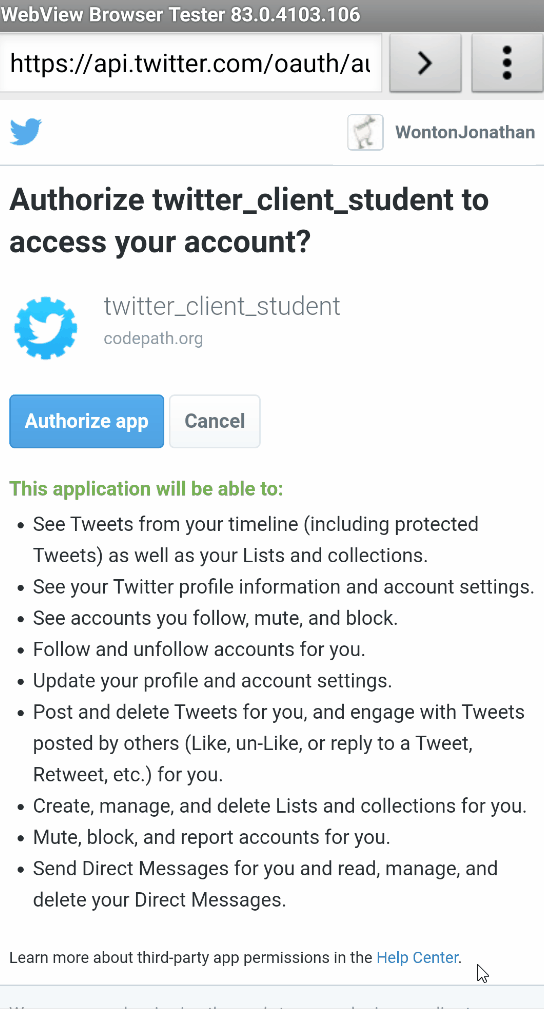 WebView Browser Tester 83.0.4103.106
https://api.twitter.com/oauth/au
WontonJonathan
Authorize twitter_client_student to
access your account?
twitter_client_student
codepath.org
Authorize app
Cancel
This application will be able to:
• See Tweets from your timeline (including protected
Tweets) as well as your Lists and collections.
• See your Twitter profile information and account settings.
• See accounts you follow, mute, and block.
• Follow and unfollow accounts for you.
• Update your profile and account settings.
• Post and delete Tweets for you, and engage with Tweets
posted by others (Like, un-Like, or reply to a Tweet,
Retweet, etc.) for you.
• Create, manage, and delete Lists and collections for you.
• Mute, block, and report accounts for you.
• Send Direct Messages for you and read, manage, and
delete your Direct Messages.
Learn more about third-party app permissions in the Help Center.